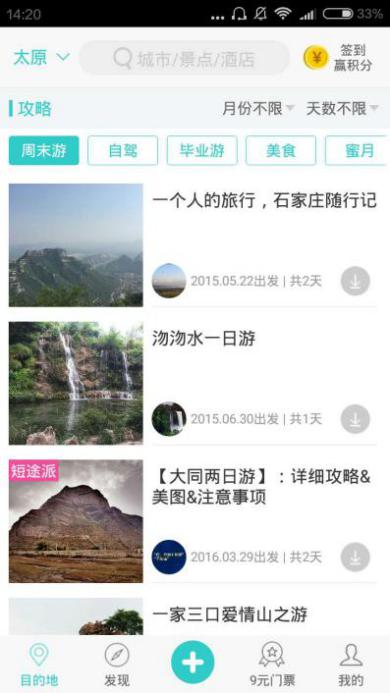 14:20
33%
太原
城市/景点/酒店
签到
赢积分
攻略
月份不限
天数不限
周末游
自驾
毕业游
美食
蜜月
一个人的旅行，石家庄随行记
2015.05.22出发 | 共2天
沕沕水一日游
2015.06.30出发 | 共1天
短途派
【大同两日游】：详细攻略&
美图&注意事项
2016.03.29出发 | 共2天
一家三口爱情山之游
目的地
发现
9元门票
我的